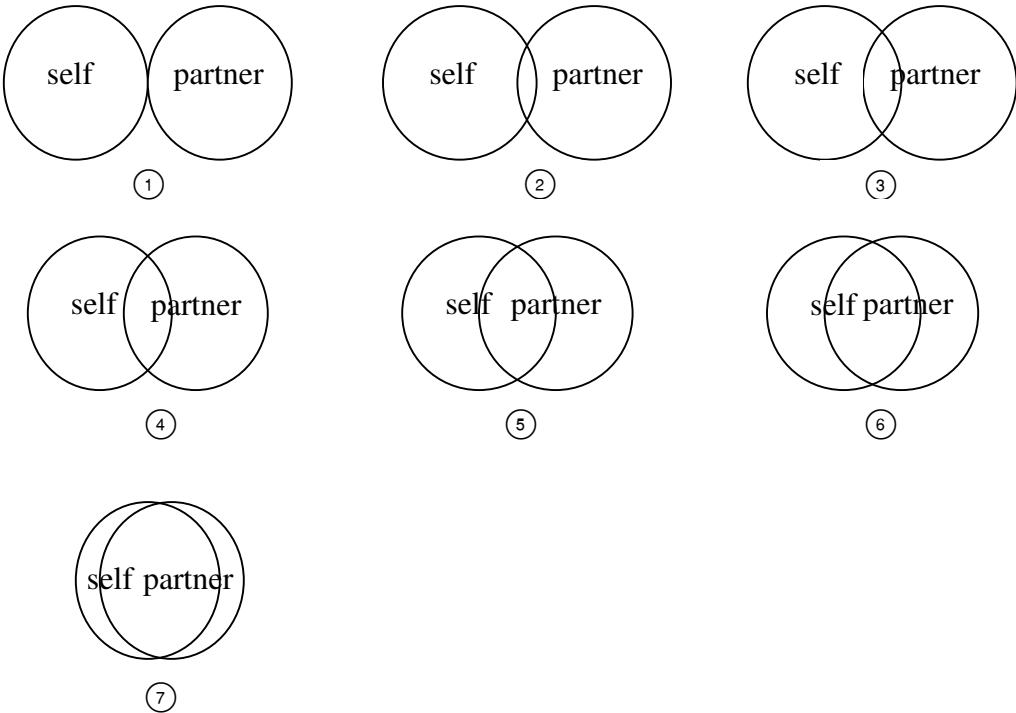 self partner
1
self partner
2
self partner
3
self partner
4
self partner
5
self partner
6
self partner
7